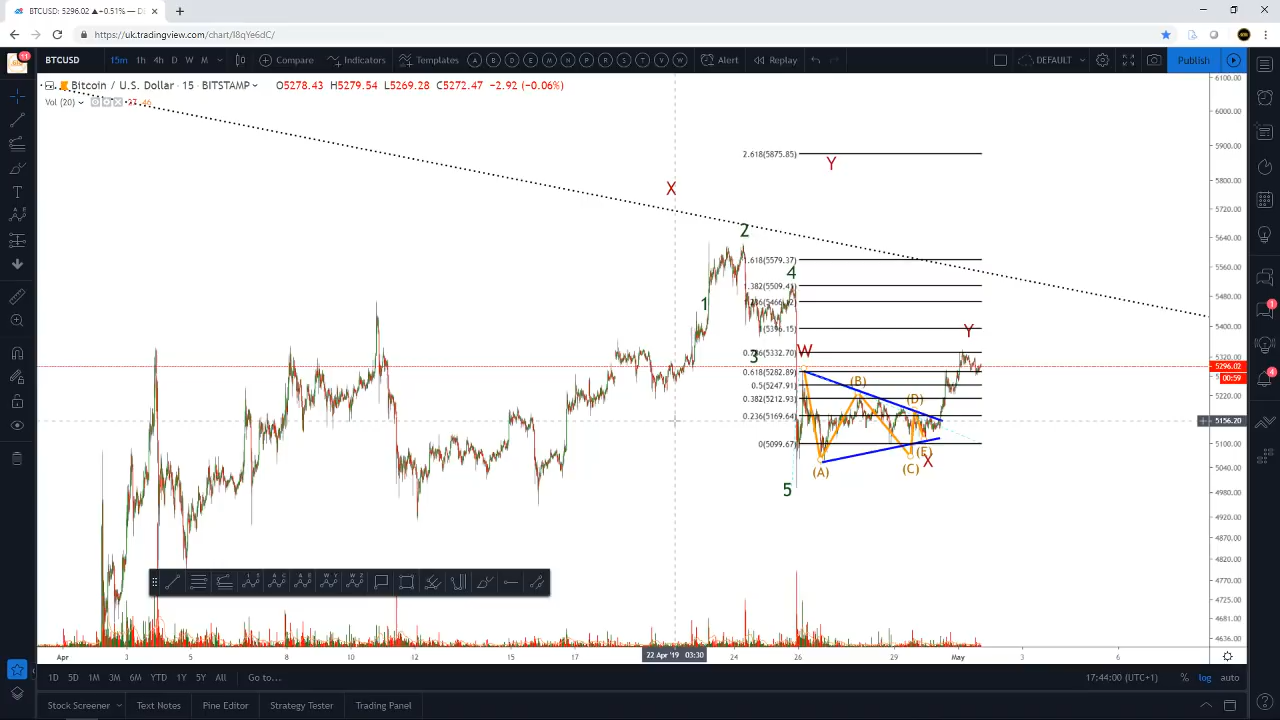 BTCUSD: 5296.02 ▲+0.51% — D
https://uk.tradingview.com/chart/I8qYe6dC/
11
BTCUSD 15m 1h 4h D W M Compare Indicators Templates A B D E M N P R S T V W Alert Replay DEFAULT Publish
Bitcoin / U.S. Dollar · 15 · BITSTAMP O5278.43 H5279.54 L5269.28 C5272.47 −2.92 (−0.06%)
Vol (20)
6100.00
6000.00
5900.00
5800.00
5720.00
5640.00
5560.00
5480.00
5400.00
5320.00
5296.02
00:59
5220.00
5156.20
5100.00
5040.00
4980.00
4920.00
4870.00
4820.00
4770.00
4725.00
4681.00
4636.00
2.618(5875.85)
Y
X
2
1.618(5579.37)
4
1.382(5509.41)
1
Y
3
W
0.618(5282.89)
(B)
0.5(5247.91)
0.382(5212.93)
(D)
0.236(5169.64)
0(5099.67)
(E)
X
(A)
(C)
5
1
3
4
Apr 3 5 8 10 12 15 17 22 Apr '19 03:30 24 26 29 May 3 6
1D 5D 1M 3M 6M YTD 1Y 5Y All Go to... 17:44:00 (UTC+1) % log auto
Stock Screener Text Notes Pine Editor Strategy Tester Trading Panel